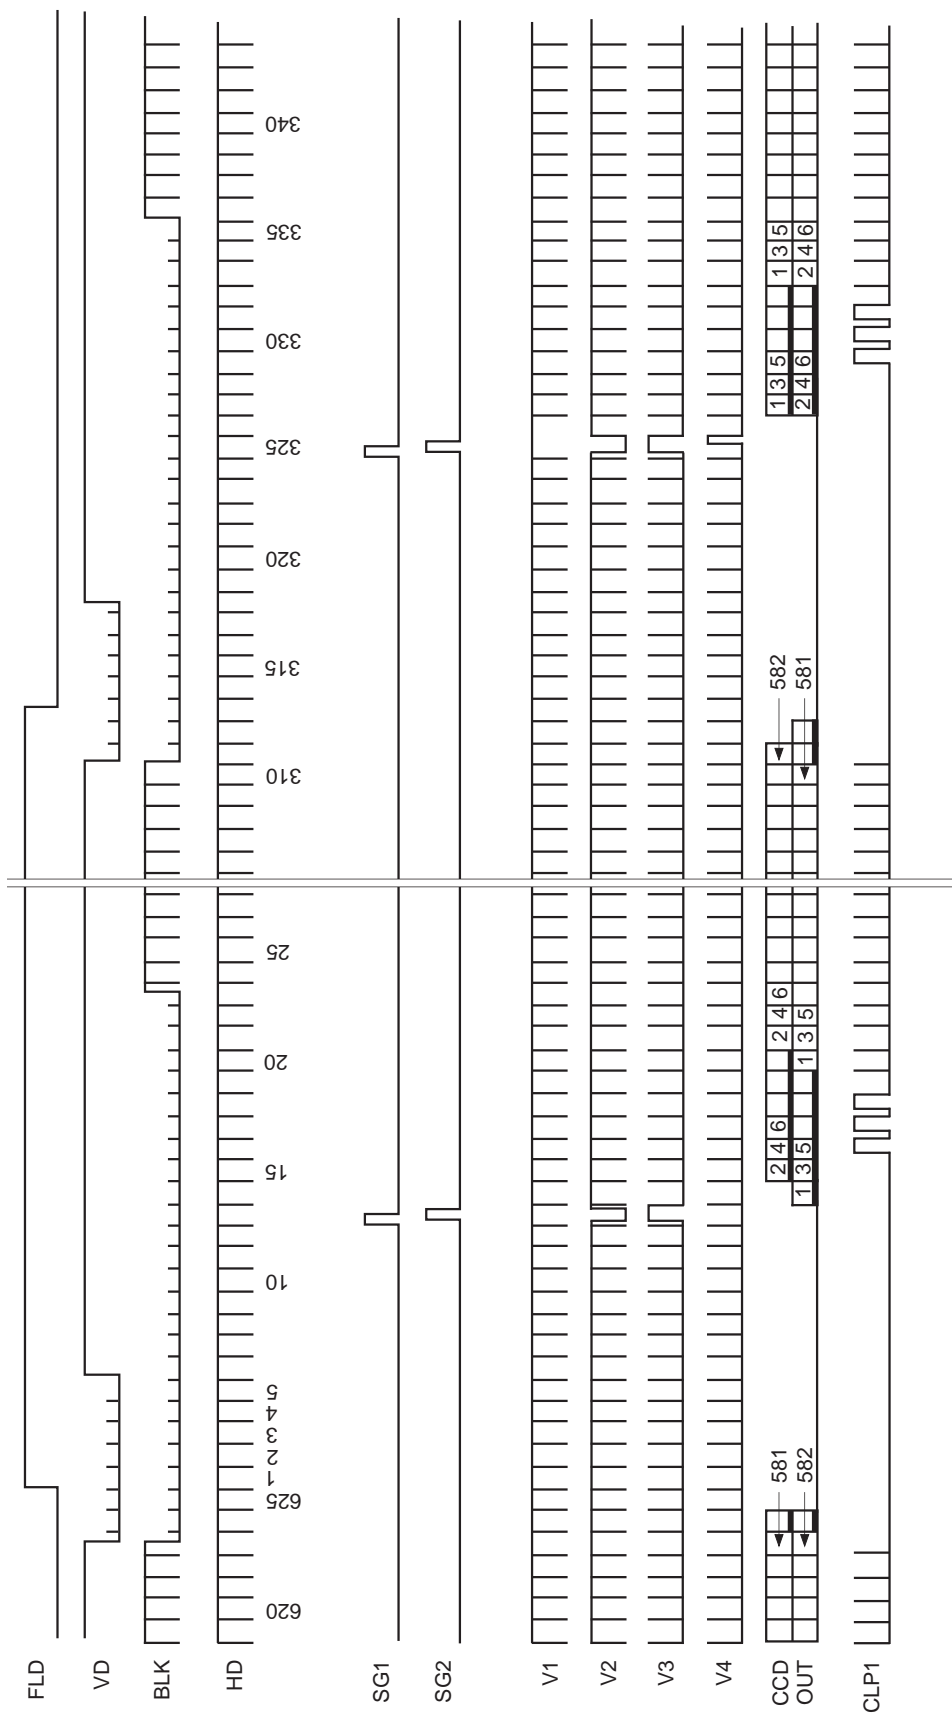 FLD
VD
BLK
HD
620 625 1 2 3 4 5 10 15 20 25 310 315 320 325 330 335 340
SG1
SG2
V1
V2
V3
V4
CCD 581 2 4 6 2 4 6 582 1 3 5 1 3 5
OUT 582 1 3 5 1 3 5 581 2 4 6 2 4 6
CLP1